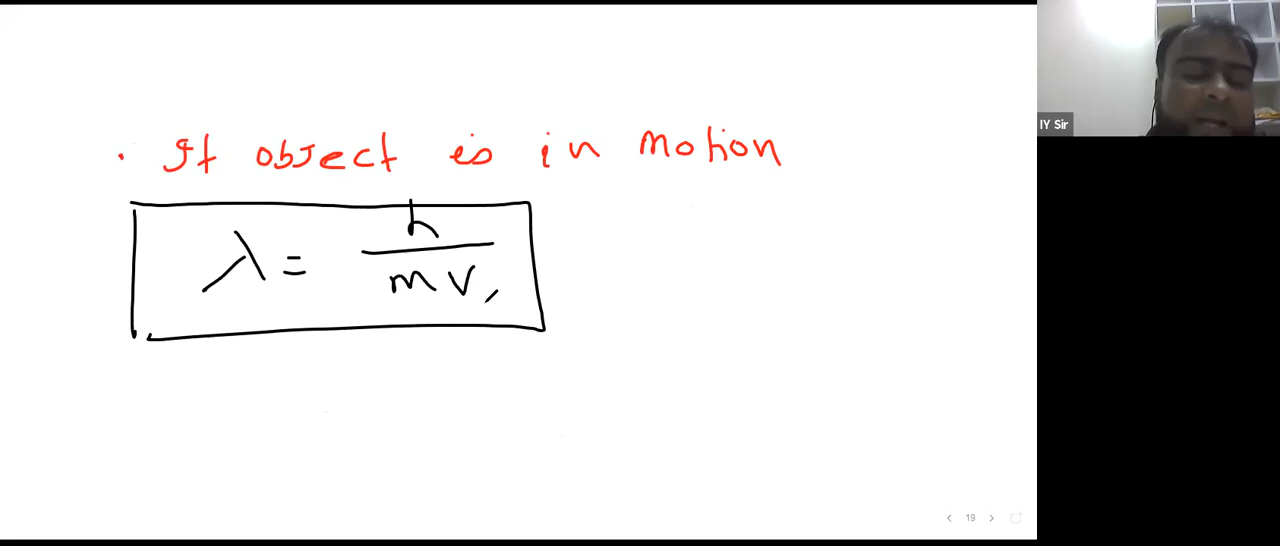 . If object is in motion
λ = h / mv,
IY Sir
< 19 >